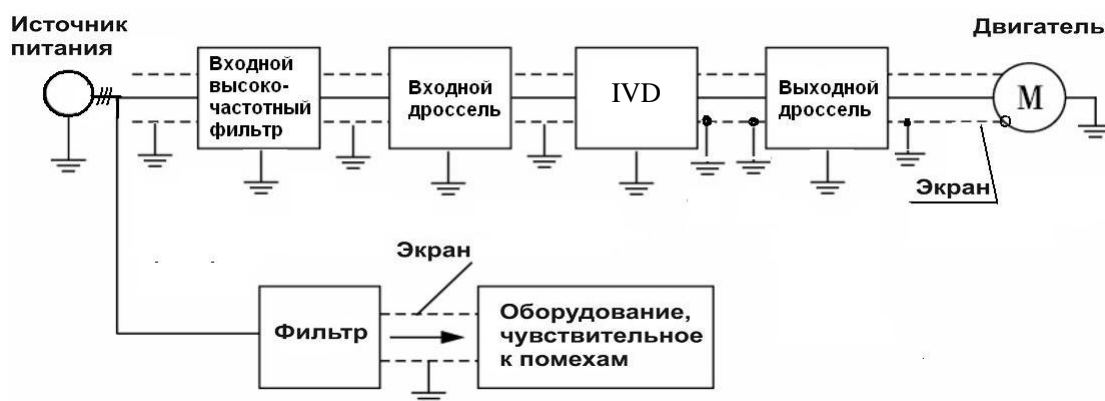 Источник
питания
Двигатель
Входной
высоко-
частотный
фильтр
Входной
дроссель
IVD
Выходной
дроссель
M
Экран
Экран
Фильтр
Оборудование,
чувствительное
к помехам